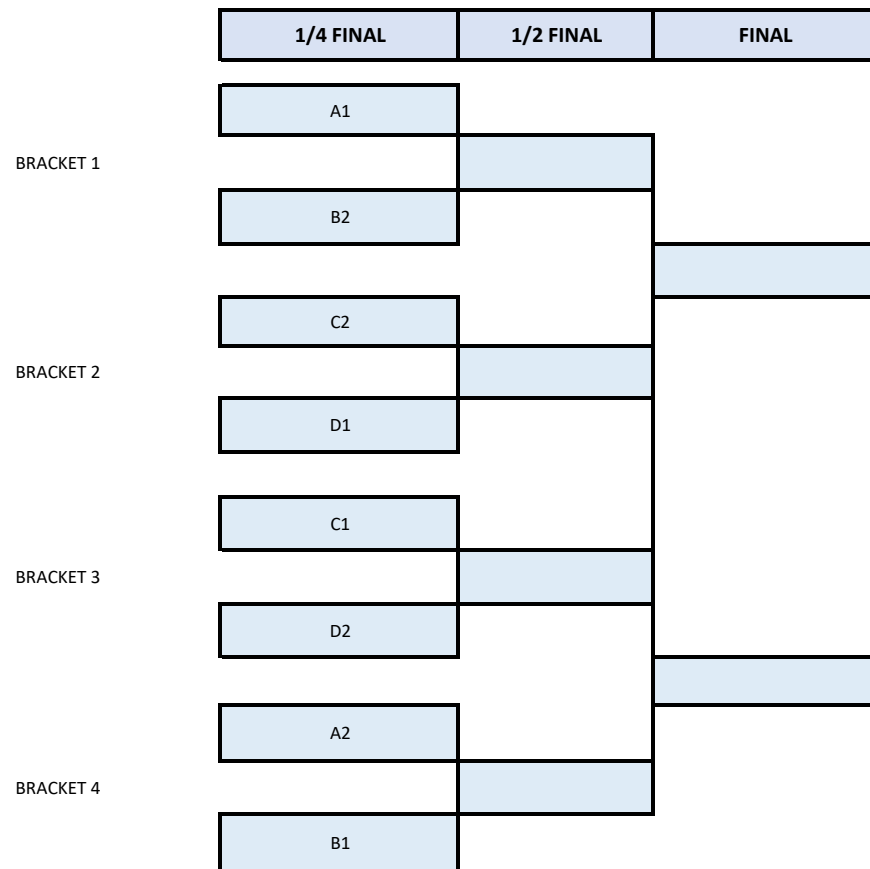 1/4 FINAL 1/2 FINAL FINAL
A1
BRACKET 1
B2
C2
BRACKET 2
D1
C1
BRACKET 3
D2
A2
BRACKET 4
B1